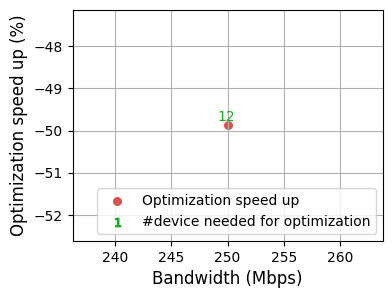 Optimization speed up (%)
−48
−49
−50
−51
−52
12
Optimization speed up
1 #device needed for optimization
240 245 250 255 260
Bandwidth (Mbps)